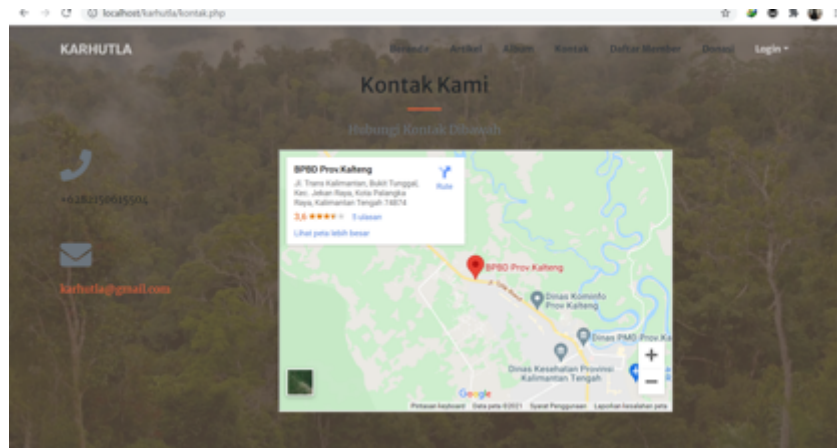 localhost/karhutla/kontak.php
KARHUTLA
Beranda Artikel Album Kontak Daftar Member Donasi Login
Kontak Kami
Hubungi Kontak Dibawah
+6282150615504
karhutla@gmail.com
BPBD Prov.Kalteng
Jl. Trans Kalimantan, Bukit Tunggal,
Kec. Jekan Raya, Kota Palangka
Raya, Kalimantan Tengah 74874
Rute
3,6 5 ulasan
Lihat peta lebih besar
BPBD Prov Kalteng
Dinas Kominfo
Prov Kalteng
Dinas PMD Prov.Ka
Dinas Kesehatan Provinsi
Kalimantan Tengah
Google
Pintasan keyboard Data peta ©2021 Syarat Penggunaan Laporkan kesalahan peta